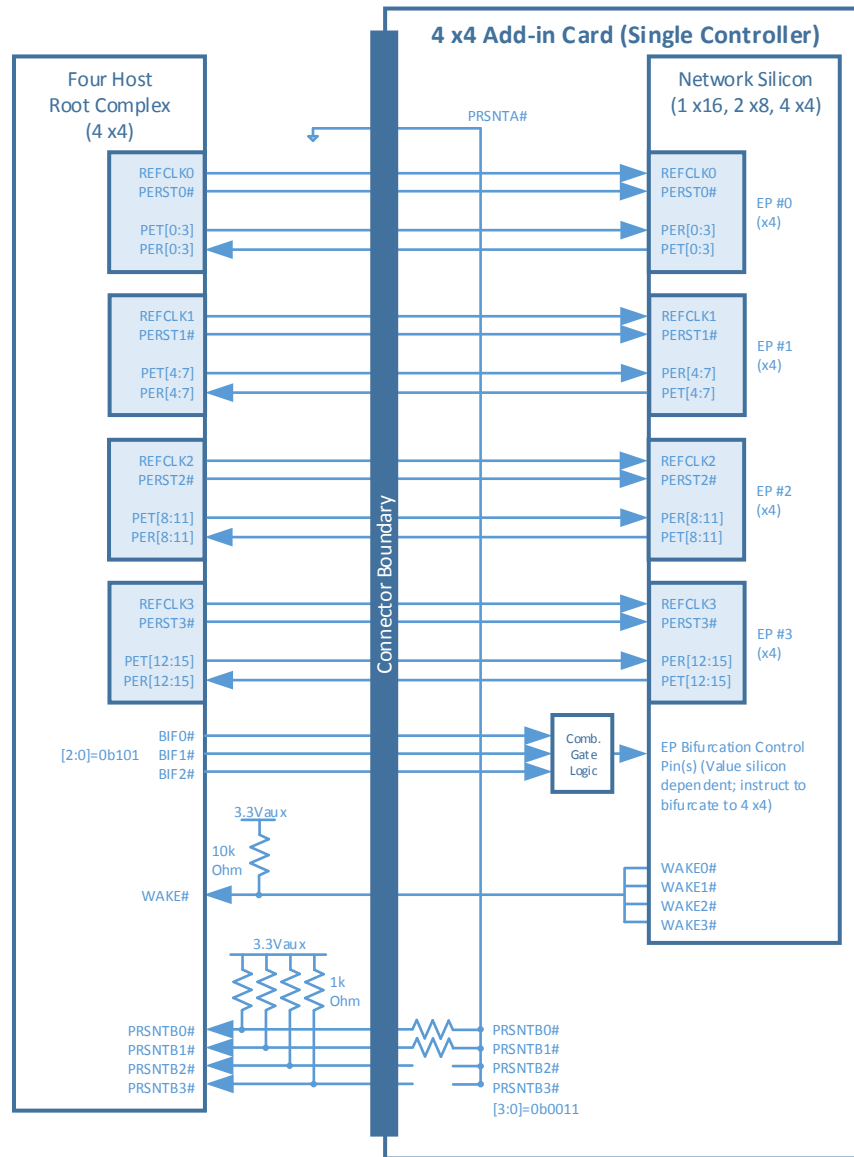 4 x4 Add-in Card (Single Controller)
Four Host
Root Complex
(4 x4)
Network Silicon
(1 x16, 2 x8, 4 x4)
PRSNTA#
REFCLK0
PERST0#
PET[0:3]
PER[0:3]
REFCLK0
PERST0#
PER[0:3]
PET[0:3]
EP #0
(x4)
REFCLK1
PERST1#
PET[4:7]
PER[4:7]
REFCLK1
PERST1#
PER[4:7]
PET[4:7]
EP #1
(x4)
REFCLK2
PERST2#
PET[8:11]
PER[8:11]
REFCLK2
PERST2#
PER[8:11]
PET[8:11]
EP #2
(x4)
REFCLK3
PERST3#
PET[12:15]
PER[12:15]
REFCLK3
PERST3#
PER[12:15]
PET[12:15]
EP #3
(x4)
Connector Boundary
[2:0]=0b101
BIF0#
BIF1#
BIF2#
Comb.
Gate
Logic
EP Bifurcation Control
Pin(s) (Value silicon
dependent; instruct to
bifurcate to 4 x4)
3.3Vaux
10k
Ohm
WAKE#
WAKE0#
WAKE1#
WAKE2#
WAKE3#
3.3Vaux
1k
Ohm
PRSNTB0#
PRSNTB1#
PRSNTB2#
PRSNTB3#
PRSNTB0#
PRSNTB1#
PRSNTB2#
PRSNTB3#
[3:0]=0b0011